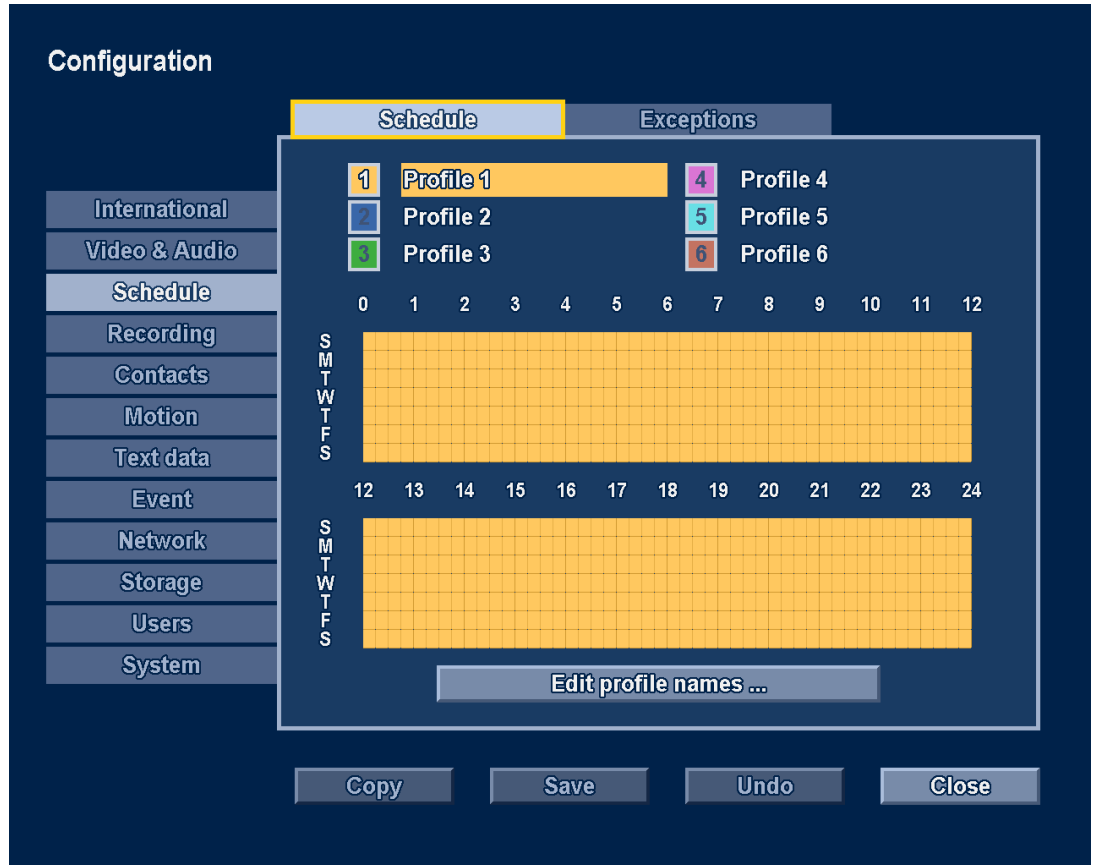 Configuration
Schedule Exceptions
1 Profile 1 4 Profile 4
2 Profile 2 5 Profile 5
3 Profile 3 6 Profile 6
International
Video & Audio
Schedule
Recording
Contacts
Motion
Text data
Event
Network
Storage
Users
System
0 1 2 3 4 5 6 7 8 9 10 11 12
S
M
T
W
T
F
S
12 13 14 15 16 17 18 19 20 21 22 23 24
S
M
T
W
T
F
S
Edit profile names ...
Copy Save Undo Close